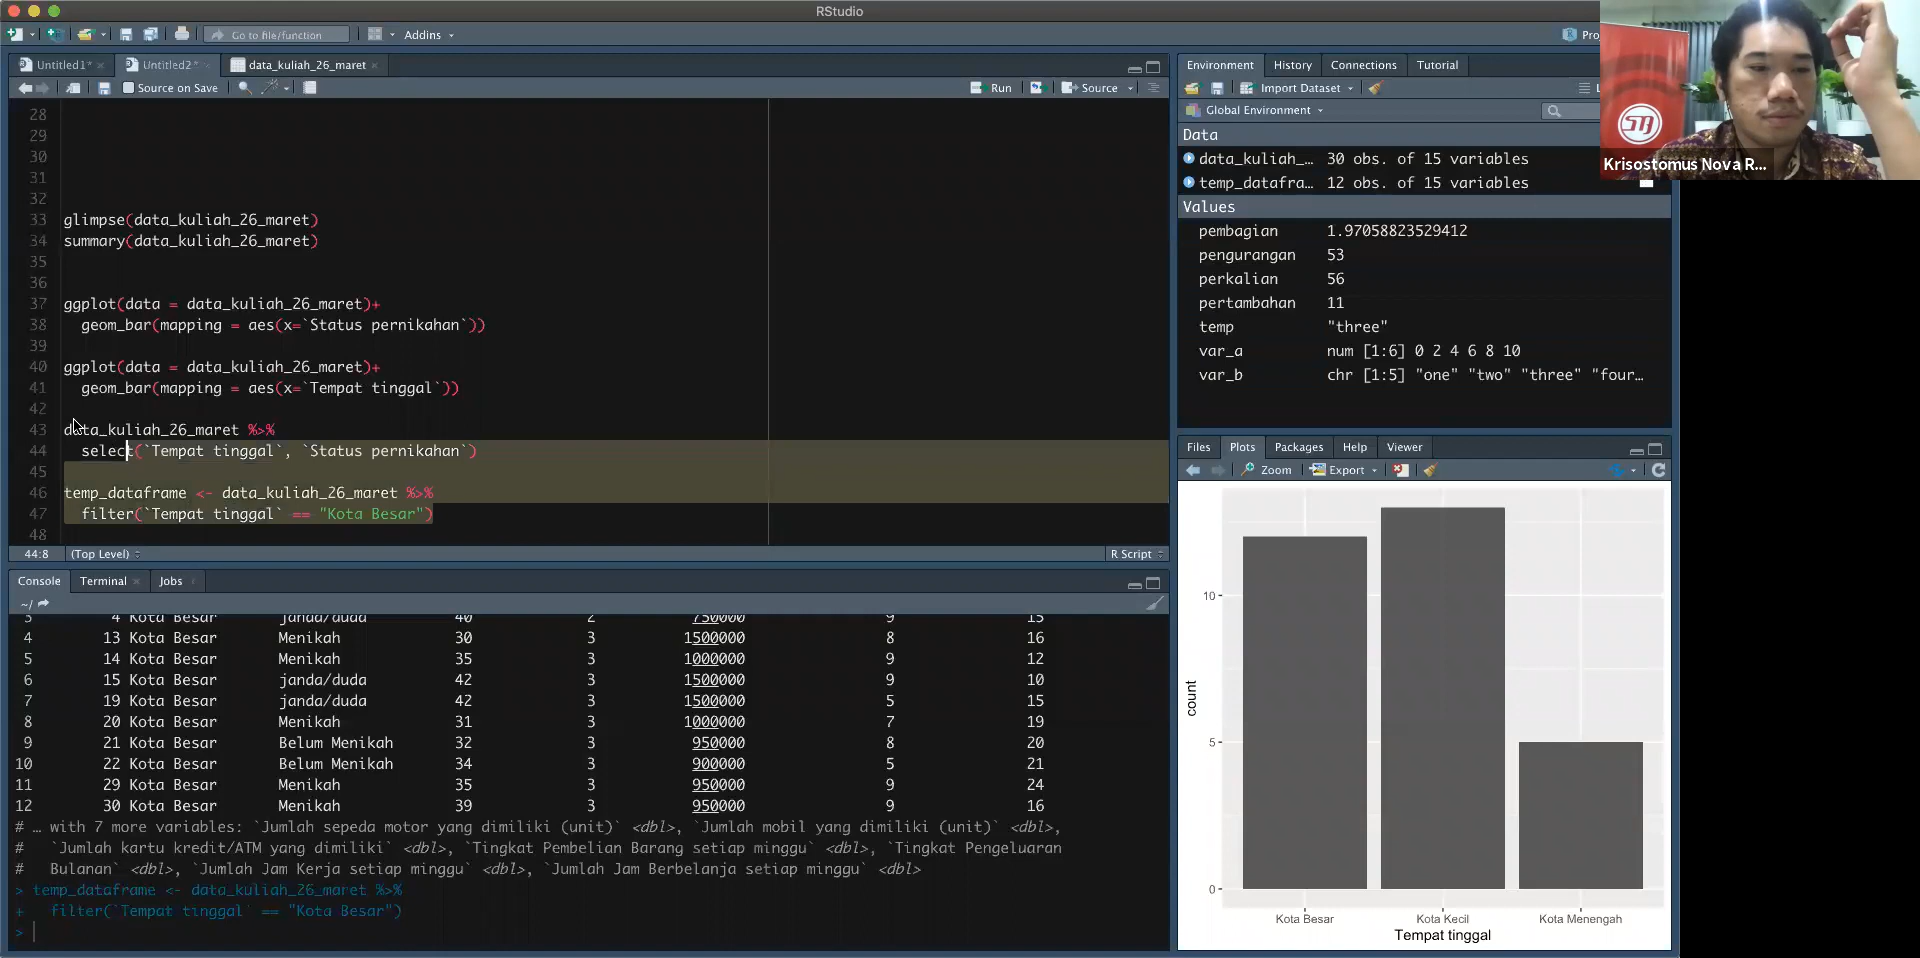 RStudio
Go to file/function
Addins
Untitled1*
Untitled2*
data_kuliah_26_maret
Source on Save
Run
Source
28
29
30
31
32
33 glimpse(data_kuliah_26_maret)
34 summary(data_kuliah_26_maret)
35
36
37 ggplot(data = data_kuliah_26_maret)+
38 geom_bar(mapping = aes(x=`Status pernikahan`))
39
40 ggplot(data = data_kuliah_26_maret)+
41 geom_bar(mapping = aes(x=`Tempat tinggal`))
42
43 data_kuliah_26_maret %>%
44 select(`Tempat tinggal`, `Status pernikahan`)
45
46 temp_dataframe <- data_kuliah_26_maret %>%
47 filter(`Tempat tinggal` == "Kota Besar")
48
44:8 (Top Level) R Script
Console Terminal Jobs
~/
3 4 Kota Besar janda/duda 40 2 750000 9 15
4 13 Kota Besar Menikah 30 3 1500000 8 16
5 14 Kota Besar Menikah 35 3 1000000 9 12
6 15 Kota Besar janda/duda 42 3 1500000 9 10
7 19 Kota Besar janda/duda 42 3 1500000 5 15
8 20 Kota Besar Menikah 31 3 1000000 7 19
9 21 Kota Besar Belum Menikah 32 3 950000 8 20
10 22 Kota Besar Belum Menikah 34 3 900000 5 21
11 29 Kota Besar Menikah 35 3 950000 9 24
12 30 Kota Besar Menikah 39 3 950000 9 16
# … with 7 more variables: `Jumlah sepeda motor yang dimiliki (unit)` <dbl>, `Jumlah mobil yang dimiliki (unit)` <dbl>,
# `Jumlah kartu kredit/ATM yang dimiliki` <dbl>, `Tingkat Pembelian Barang setiap minggu` <dbl>, `Tingkat Pengeluaran
# Bulanan` <dbl>, `Jumlah Jam Kerja setiap minggu` <dbl>, `Jumlah Jam Berbelanja setiap minggu` <dbl>
> temp_dataframe <- data_kuliah_26_maret %>%
+ filter(`Tempat tinggal` == "Kota Besar")
>
Environment History Connections Tutorial
Import Dataset
Global Environment
Data
data_kuliah_… 30 obs. of 15 variables
temp_datafra… 12 obs. of 15 variables
Values
pembagian 1.97058823529412
pengurangan 53
perkalian 56
pertambahan 11
temp "three"
var_a num [1:6] 0 2 4 6 8 10
var_b chr [1:5] "one" "two" "three" "four…
Files Plots Packages Help Viewer
Zoom Export
10
5
0
count
Kota Besar Kota Kecil Kota Menengah
Tempat tinggal
Krisostomus Nova R...